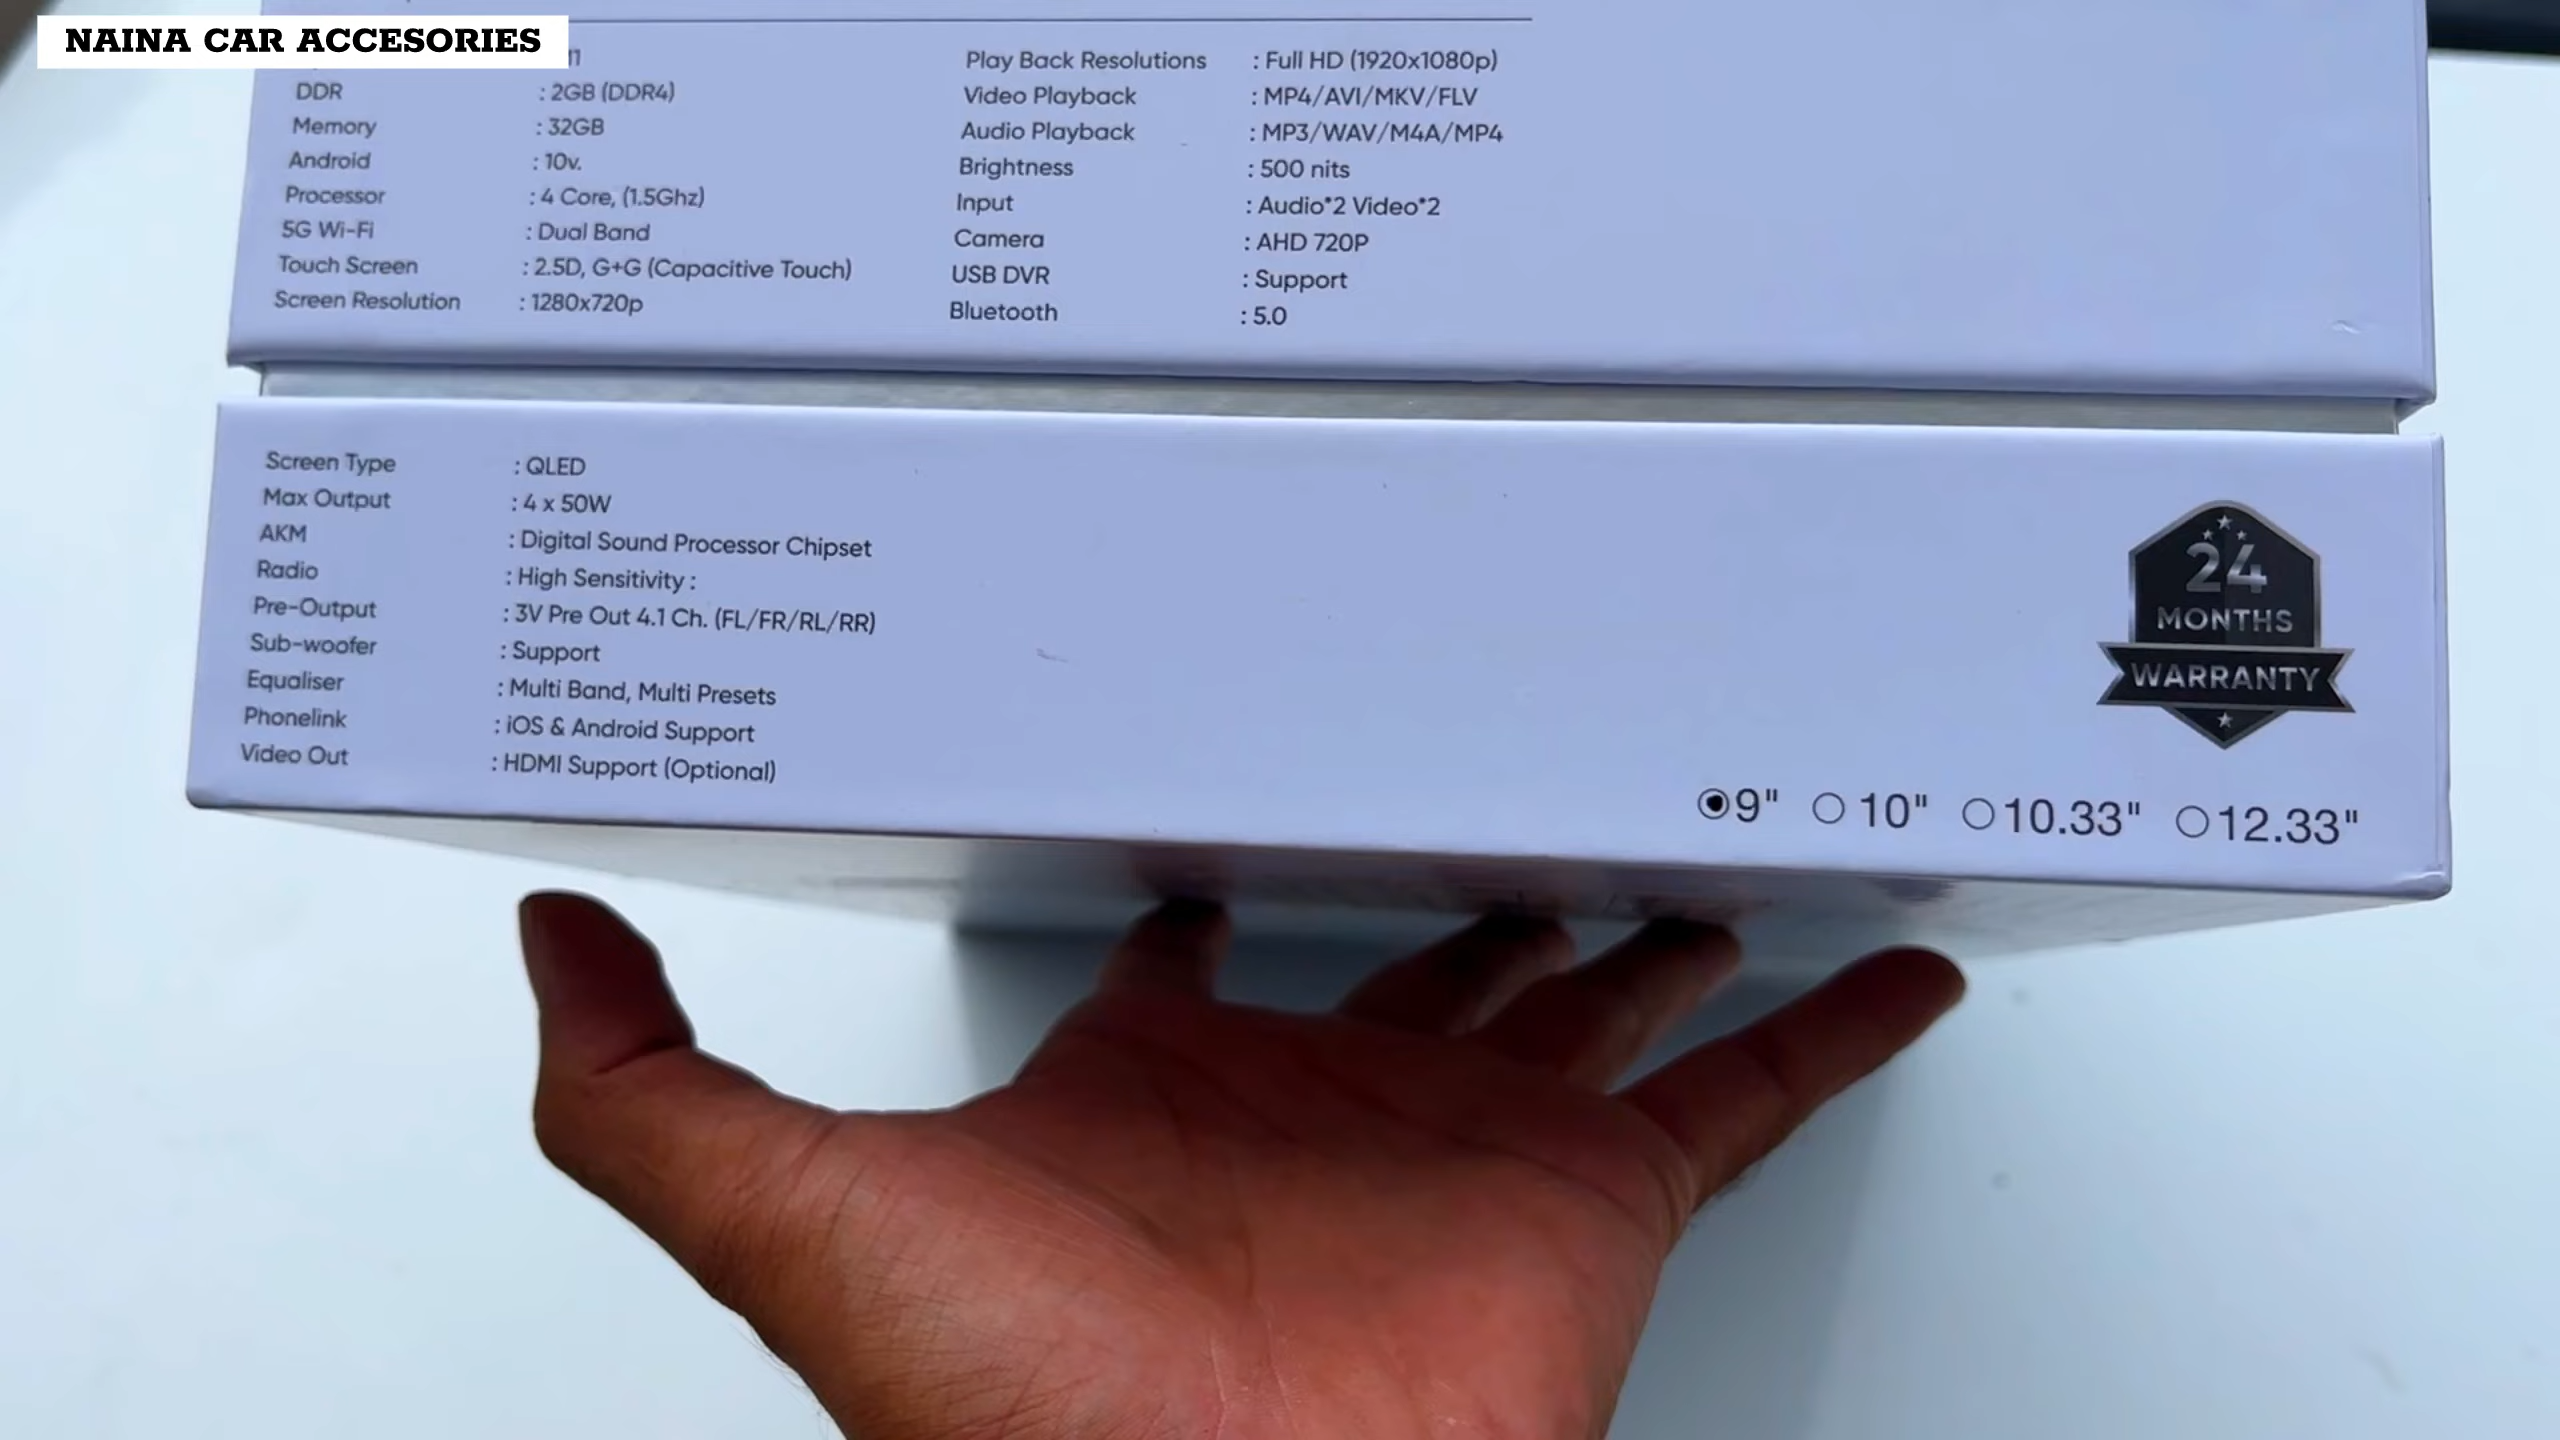 NAINA CAR ACCESORIES
DDR : 2GB (DDR4)
Memory : 32GB
Android : 10v.
Processor : 4 Core, (1.5Ghz)
5G Wi-Fi : Dual Band
Touch Screen : 2.5D, G+G (Capacitive Touch)
Screen Resolution : 1280x720p
Play Back Resolutions : Full HD (1920x1080p)
Video Playback : MP4/AVI/MKV/FLV
Audio Playback : MP3/WAV/M4A/MP4
Brightness : 500 nits
Input : Audio*2 Video*2
Camera : AHD 720P
USB DVR : Support
Bluetooth : 5.0
Screen Type : QLED
Max Output : 4 x 50W
AKM : Digital Sound Processor Chipset
Radio : High Sensitivity :
Pre-Output : 3V Pre Out 4.1 Ch. (FL/FR/RL/RR)
Sub-woofer : Support
Equaliser : Multi Band, Multi Presets
Phonelink : iOS & Android Support
Video Out : HDMI Support (Optional)
24
MONTHS
WARRANTY
9" 10" 10.33" 12.33"